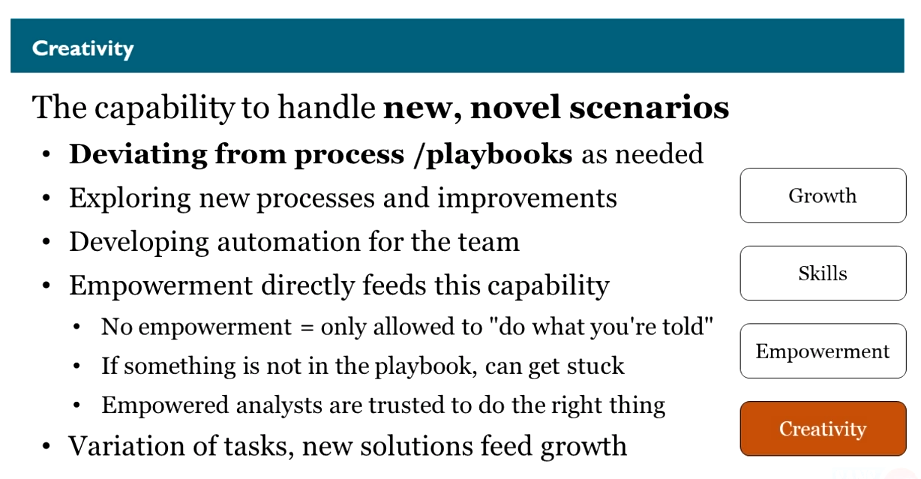 Creativity
The capability to handle new, novel scenarios
• Deviating from process /playbooks as needed
• Exploring new processes and improvements
• Developing automation for the team
• Empowerment directly feeds this capability
• No empowerment = only allowed to "do what you're told"
• If something is not in the playbook, can get stuck
• Empowered analysts are trusted to do the right thing
• Variation of tasks, new solutions feed growth
Growth
Skills
Empowerment
Creativity